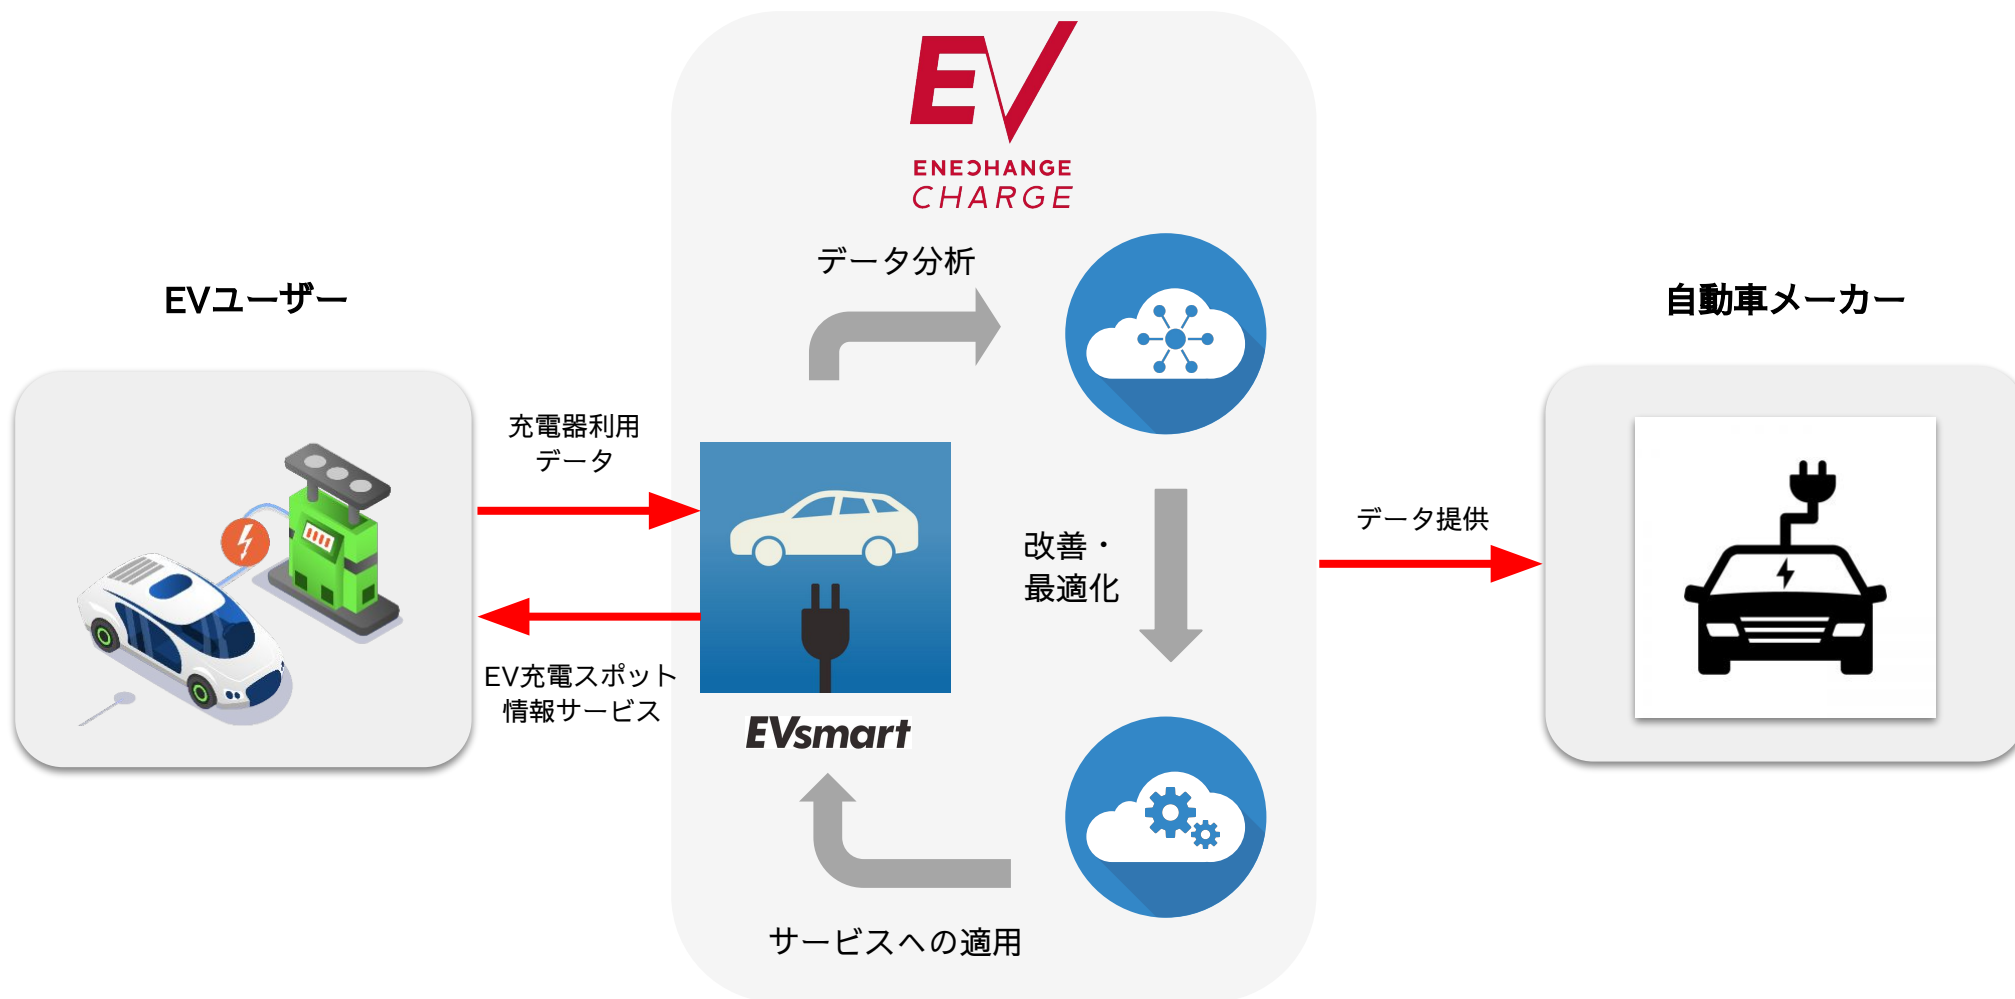 EV
ENECHANGE
CHARGE
データ分析
EVユーザー
自動車メーカー
充電器利用
データ
データ提供
改善・
最適化
EV充電スポット
情報サービス
EVsmart
サービスへの適用